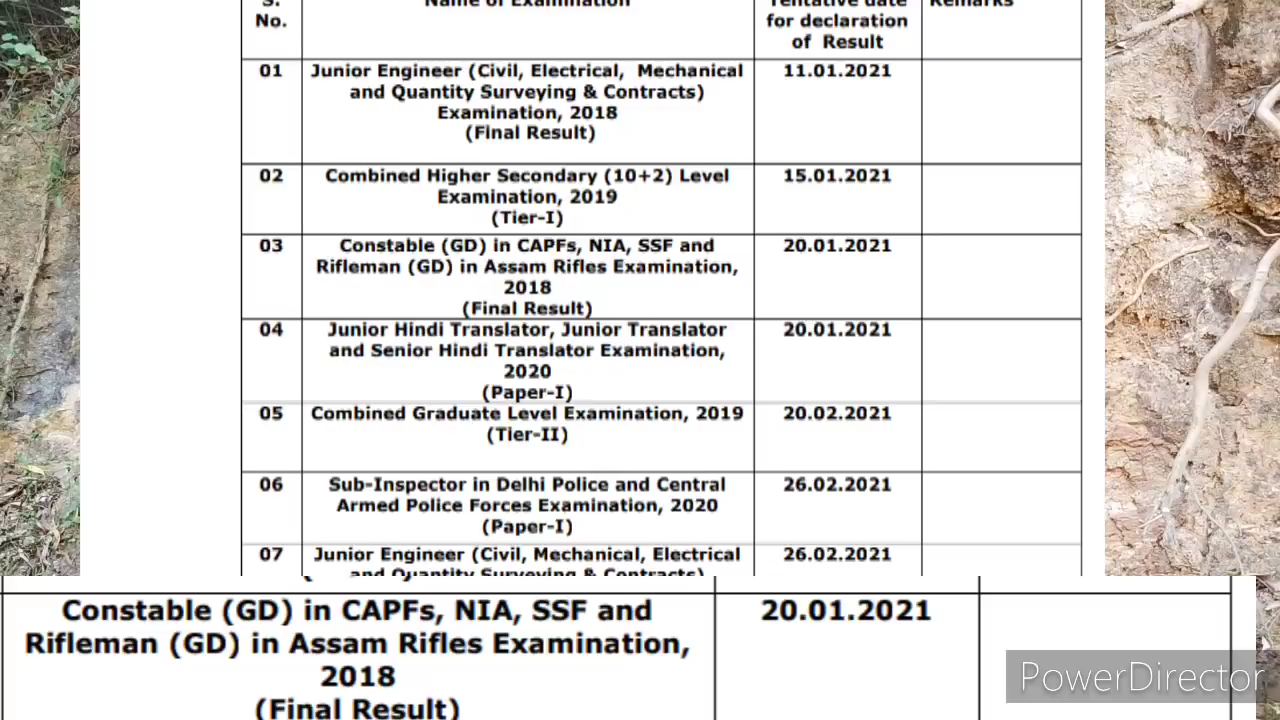 S. Name of Examination Tentative date Remarks
No. for declaration
of Result
01 Junior Engineer (Civil, Electrical, Mechanical 11.01.2021
and Quantity Surveying & Contracts)
Examination, 2018
(Final Result)
02 Combined Higher Secondary (10+2) Level 15.01.2021
Examination, 2019
(Tier-I)
03 Constable (GD) in CAPFs, NIA, SSF and 20.01.2021
Rifleman (GD) in Assam Rifles Examination,
2018
(Final Result)
04 Junior Hindi Translator, Junior Translator 20.01.2021
and Senior Hindi Translator Examination,
2020
(Paper-I)
05 Combined Graduate Level Examination, 2019 20.02.2021
(Tier-II)
06 Sub-Inspector in Delhi Police and Central 26.02.2021
Armed Police Forces Examination, 2020
(Paper-I)
07 Junior Engineer (Civil, Mechanical, Electrical 26.02.2021
and Quantity Surveying & Contracts)
Constable (GD) in CAPFs, NIA, SSF and 20.01.2021
Rifleman (GD) in Assam Rifles Examination,
2018
(Final Result)
PowerDirector